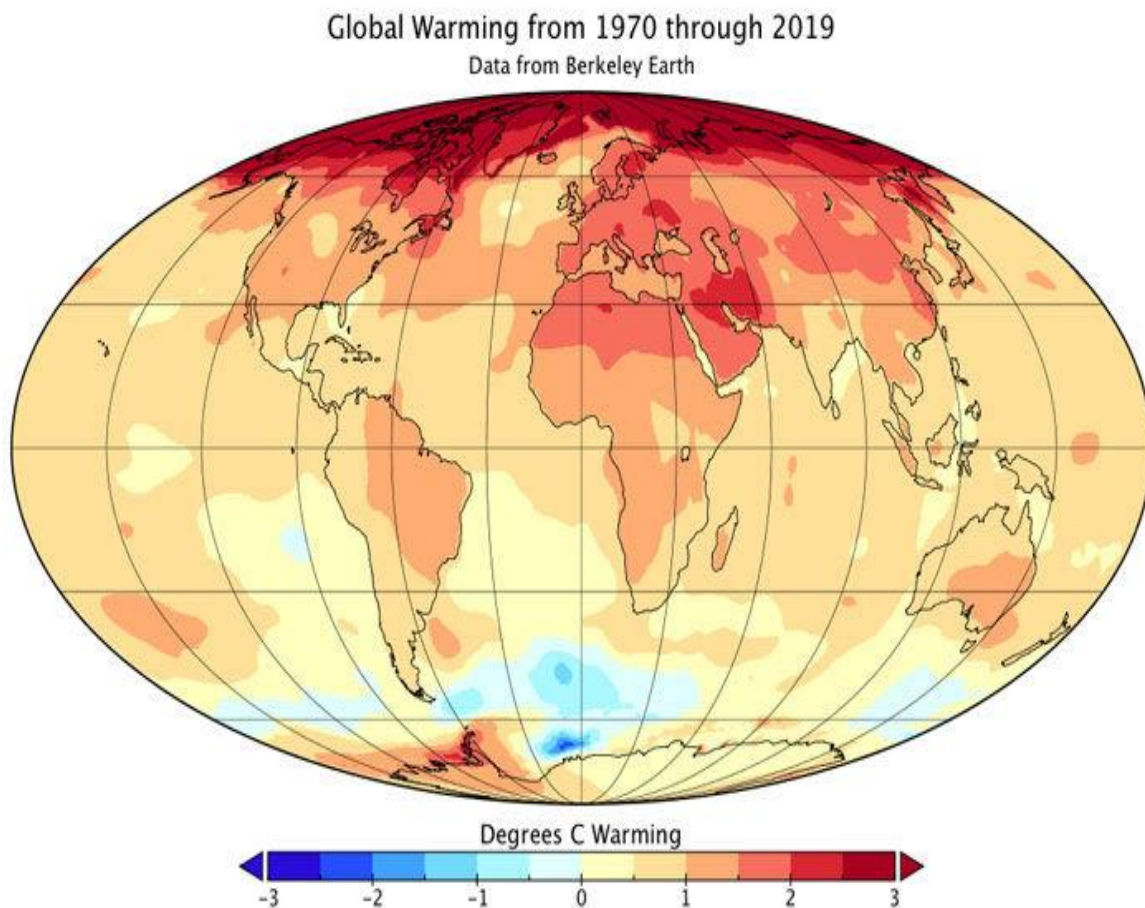 Global Warming from 1970 through 2019
Data from Berkeley Earth
Degrees C Warming
-3 -2 -1 0 1 2 3